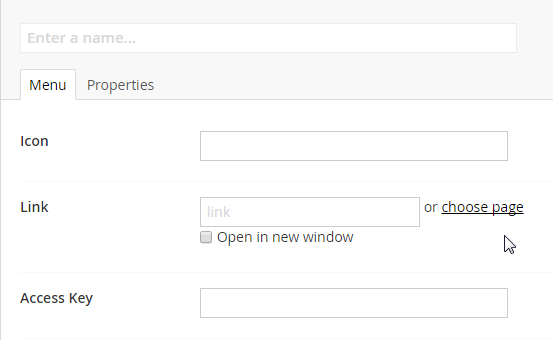 Enter a name...
Menu Properties
Icon
Link link or choose page
Open in new window
Access Key